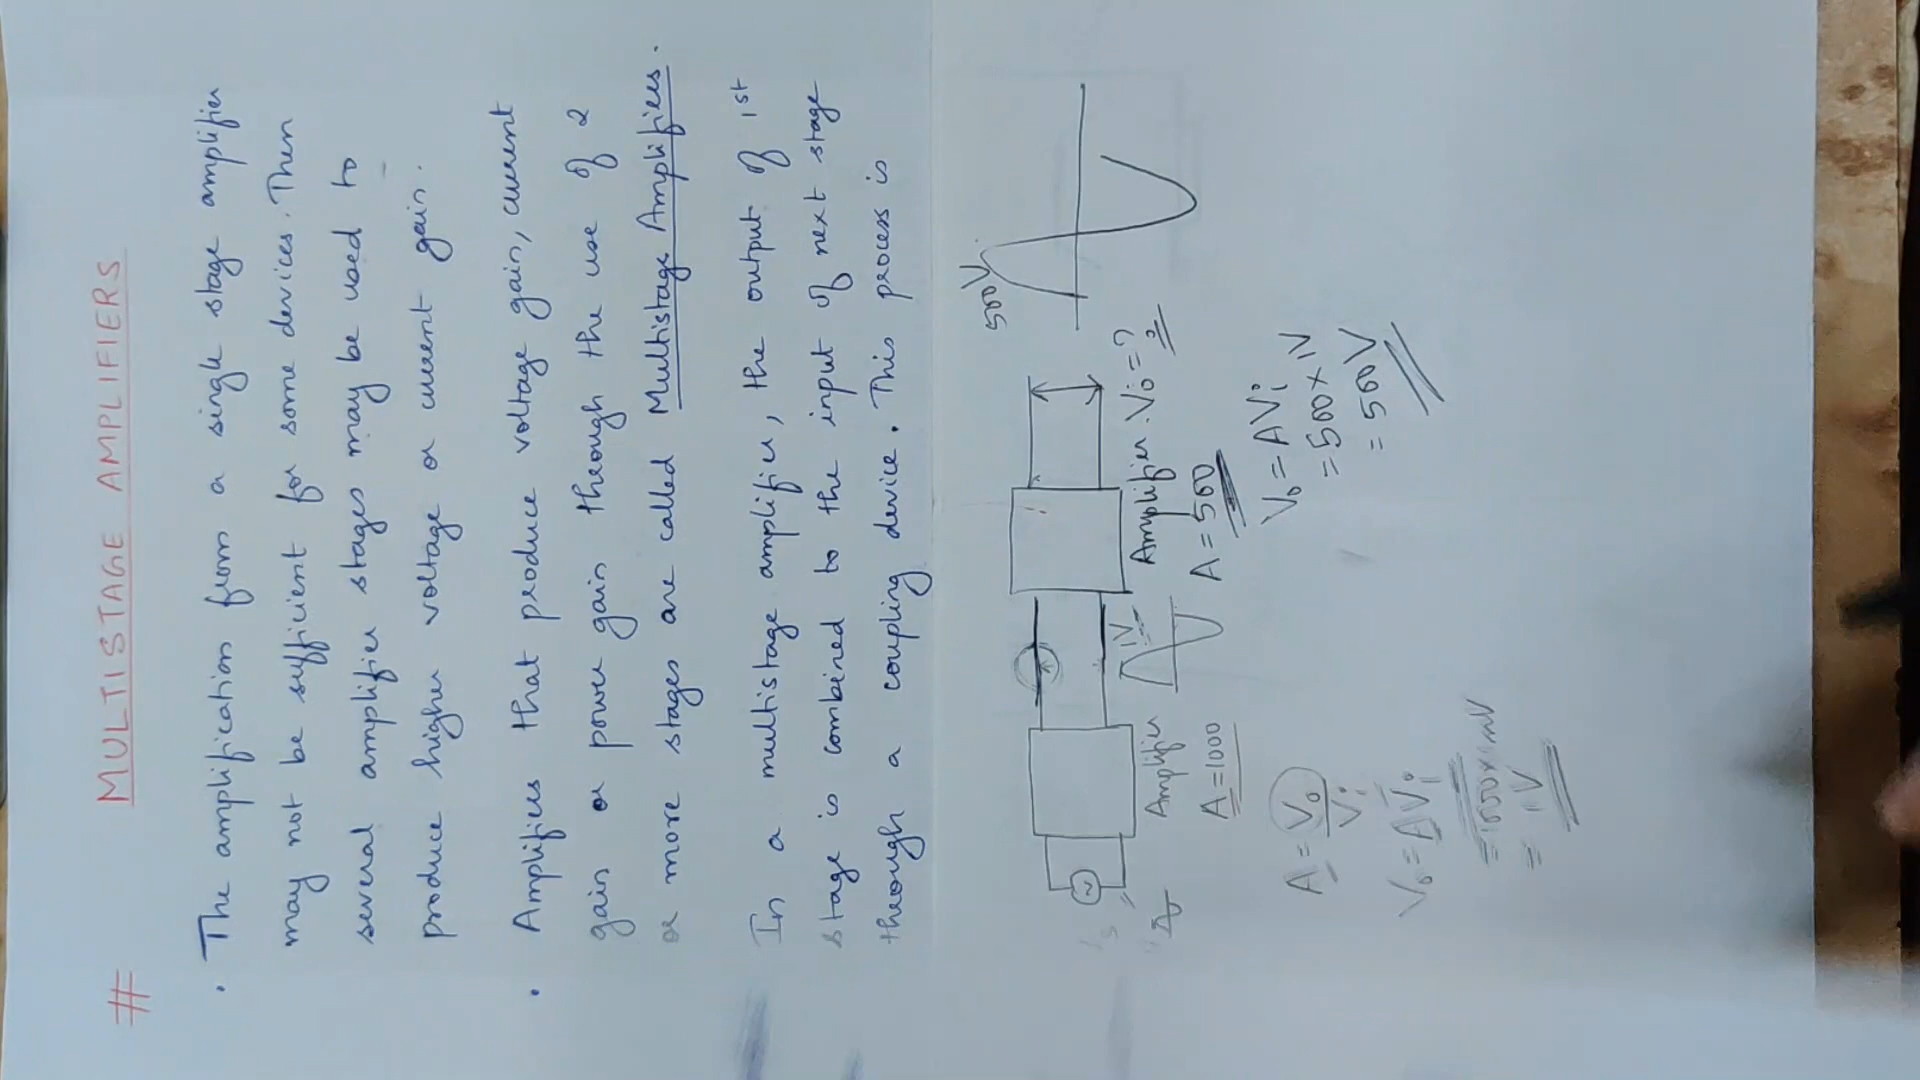 # MULTISTAGE AMPLIFIERS
. The amplification from a single stage amplifier
may not be sufficient for some devices. Then
several amplifier stages may be used to
produce higher voltage or current gain.
. Amplifiers that produce voltage gain, current
gain or power gain through the use of 2
or more stages are called Multistage Amplifiers.
In a multistage amplifier, the output of 1st
stage is combined to the input of next stage
through a coupling device. This process is
500V
1V
Amplifier
A=1000
Amplifier
A=500
Vo=?
A = Vo/Vi
Vo = AVi
=1000×1mV
= 1V
Vo = AVi
= 500×1V
= 500V